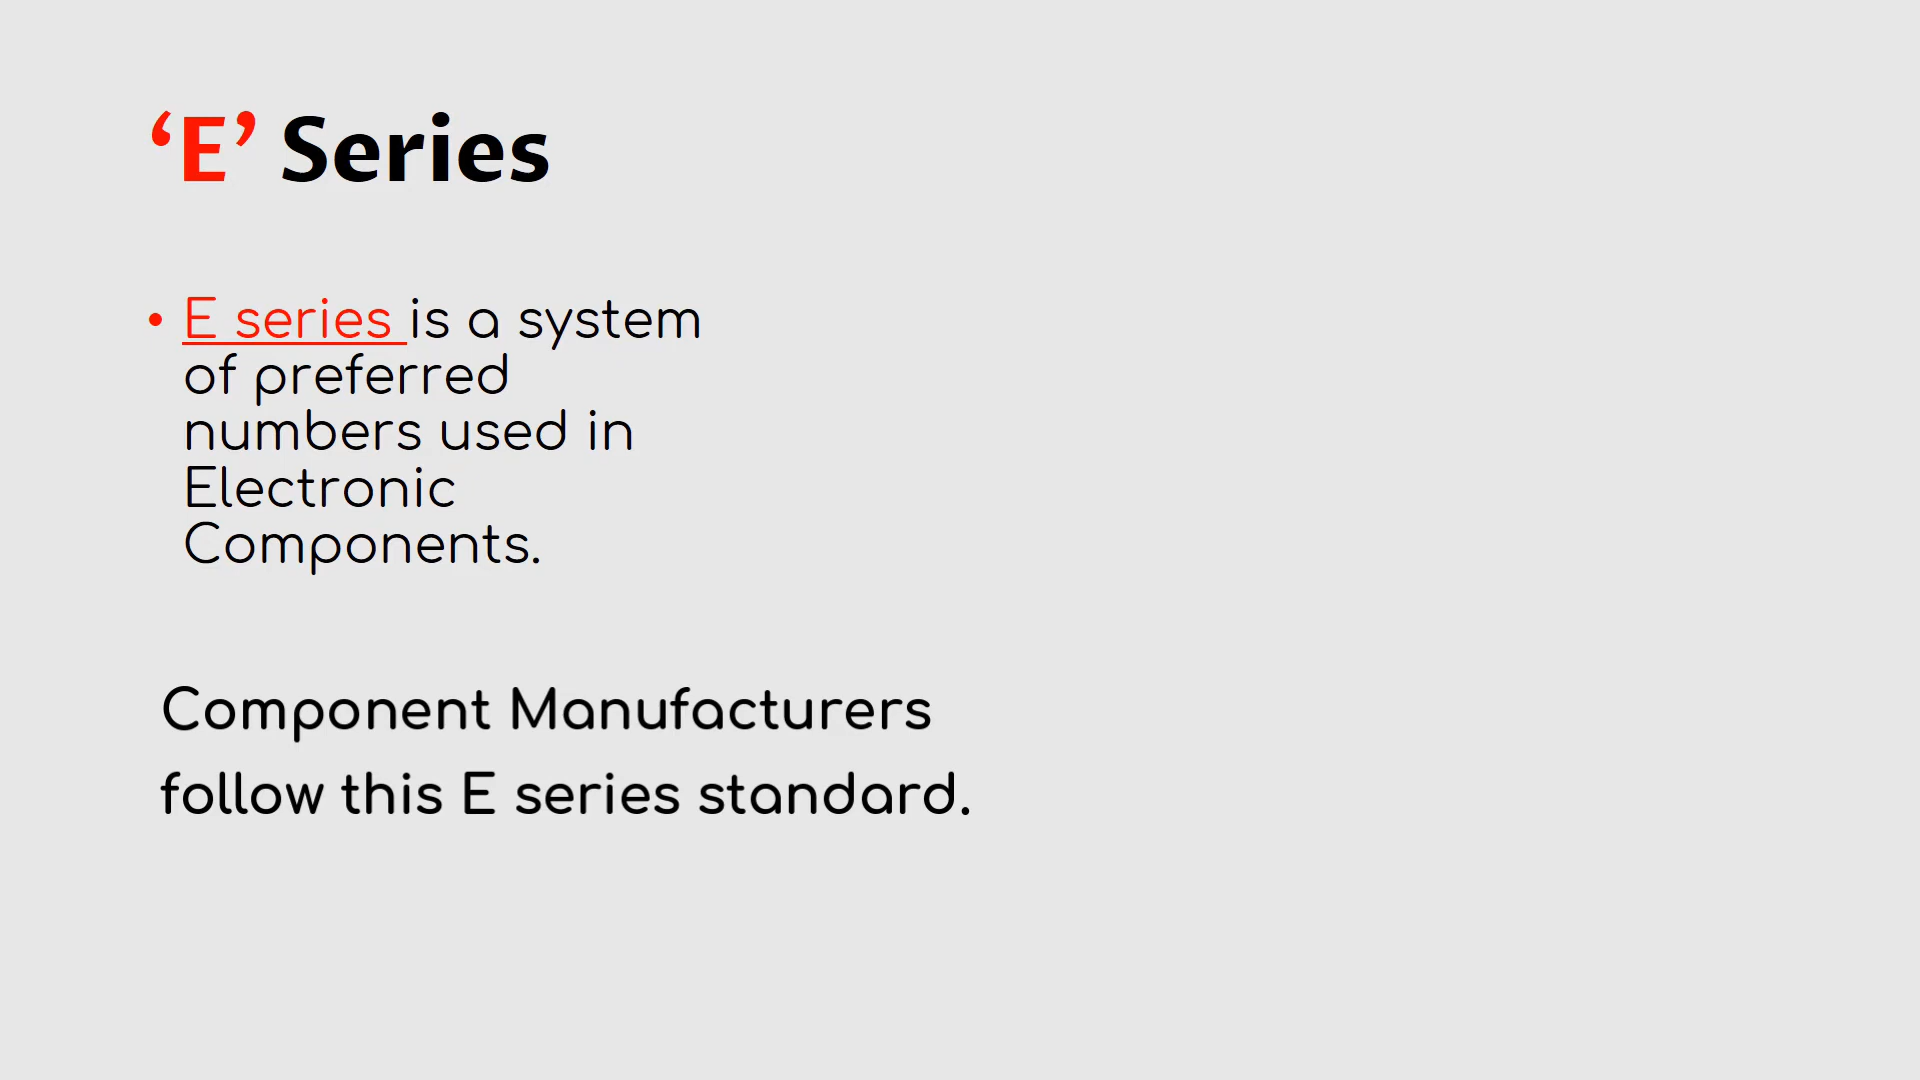 ‘E’ Series
• E series is a system
of preferred
numbers used in
Electronic
Components.
Component Manufacturers
follow this E series standard.